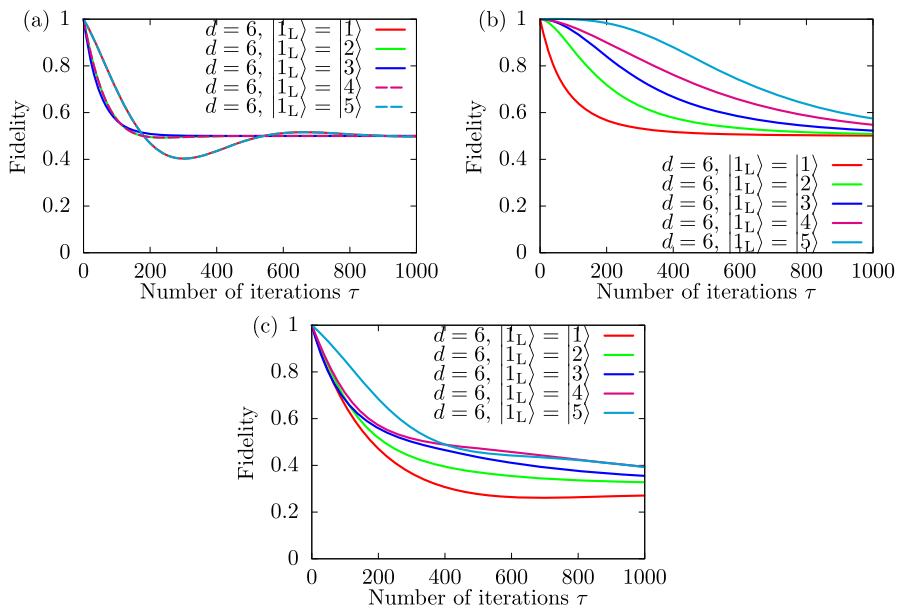 (a)
Fidelity
1
0.8
0.6
0.4
0.2
0
0 200 400 600 800 1000
Number of iterations τ
d = 6, |1L⟩ = |1⟩
d = 6, |1L⟩ = |2⟩
d = 6, |1L⟩ = |3⟩
d = 6, |1L⟩ = |4⟩
d = 6, |1L⟩ = |5⟩
(b)
Fidelity
1
0.8
0.6
0.4
0.2
0
0 200 400 600 800 1000
Number of iterations τ
d = 6, |1L⟩ = |1⟩
d = 6, |1L⟩ = |2⟩
d = 6, |1L⟩ = |3⟩
d = 6, |1L⟩ = |4⟩
d = 6, |1L⟩ = |5⟩
(c)
Fidelity
1
0.8
0.6
0.4
0.2
0
0 200 400 600 800 1000
Number of iterations τ
d = 6, |1L⟩ = |1⟩
d = 6, |1L⟩ = |2⟩
d = 6, |1L⟩ = |3⟩
d = 6, |1L⟩ = |4⟩
d = 6, |1L⟩ = |5⟩